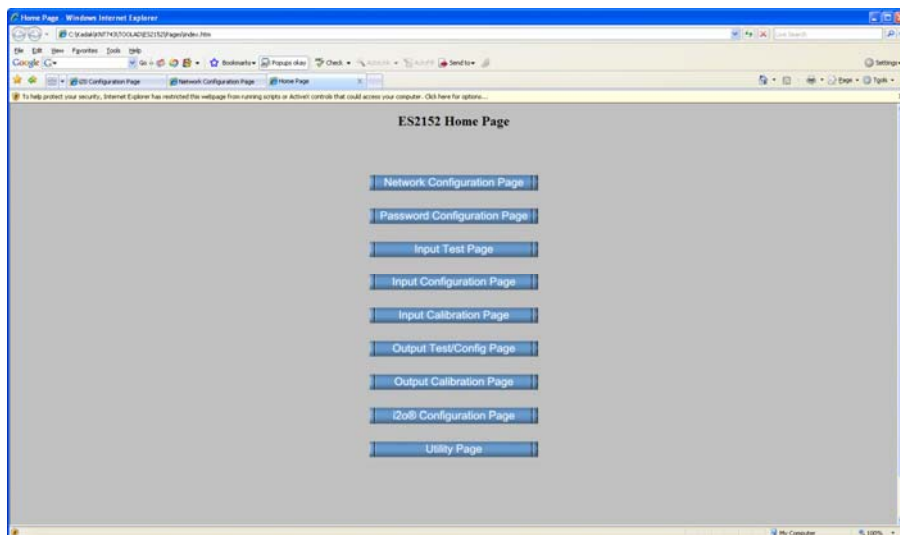 Home Page - Windows Internet Explorer
File Edit View Favorites Tools Help
Google
Bookmarks
Popups okay
Check
Send to
Settings
i2o Configuration Page
Network Configuration Page
Home Page
Page
Tools
To help protect your security, Internet Explorer has restricted this webpage from running scripts or ActiveX controls that could access your computer. Click here for options...
ES2152 Home Page
Network Configuration Page
Password Configuration Page
Input Test Page
Input Configuration Page
Input Calibration Page
Output Test/Config Page
Output Calibration Page
i2o® Configuration Page
Utility Page
My Computer
100%